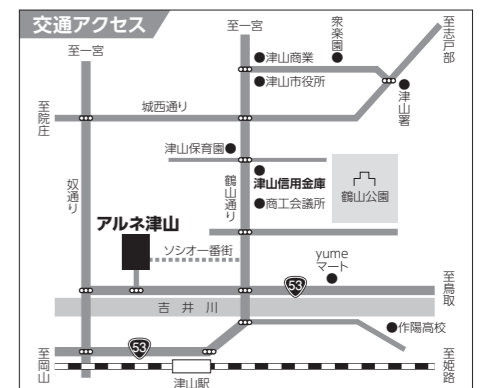 交通アクセス
至一宮
至一宮
衆楽園
至志戸部
●津山商業
●津山市役所
津山署
至院庄
城西通り
津山保育園●
津山信用金庫
●商工会議所
鶴山公園
奴通り
鶴山通り
アルネ津山
ソシオ一番街
yume
マート
53
至鳥取
吉井川
●作陽高校
53
至岡山
津山駅
至姫路